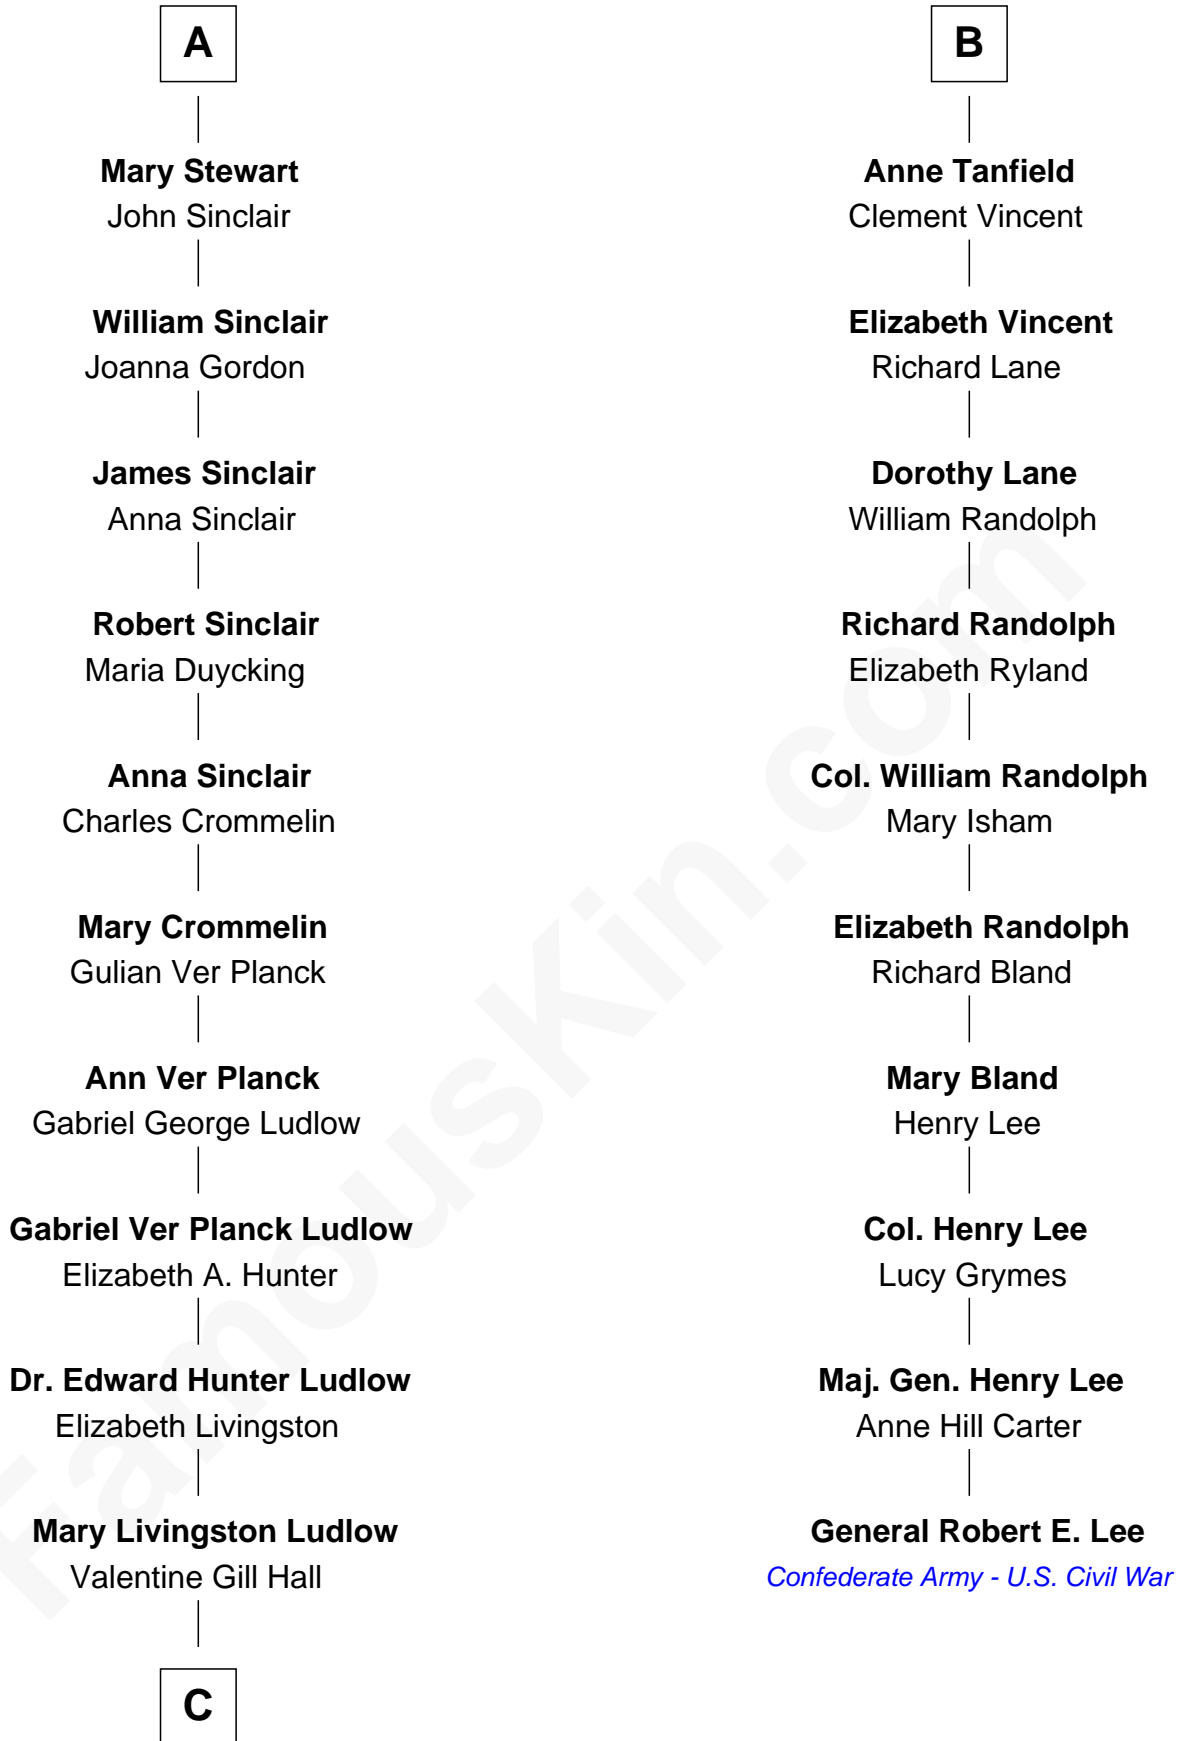 A
Mary Stewart
John Sinclair
William Sinclair
Joanna Gordon
James Sinclair
Anna Sinclair
Robert Sinclair
Maria Duycking
Anna Sinclair
Charles Crommelin
Mary Crommelin
Gulian Ver Planck
Ann Ver Planck
Gabriel George Ludlow
Gabriel Ver Planck Ludlow
Elizabeth A. Hunter
Dr. Edward Hunter Ludlow
Elizabeth Livingston
Mary Livingston Ludlow
Valentine Gill Hall
C
B
Anne Tanfield
Clement Vincent
Elizabeth Vincent
Richard Lane
Dorothy Lane
William Randolph
Richard Randolph
Elizabeth Ryland
Col. William Randolph
Mary Isham
Elizabeth Randolph
Richard Bland
Mary Bland
Henry Lee
Col. Henry Lee
Lucy Grymes
Maj. Gen. Henry Lee
Anne Hill Carter
General Robert E. Lee
Confederate Army - U.S. Civil War
FamousKin.com